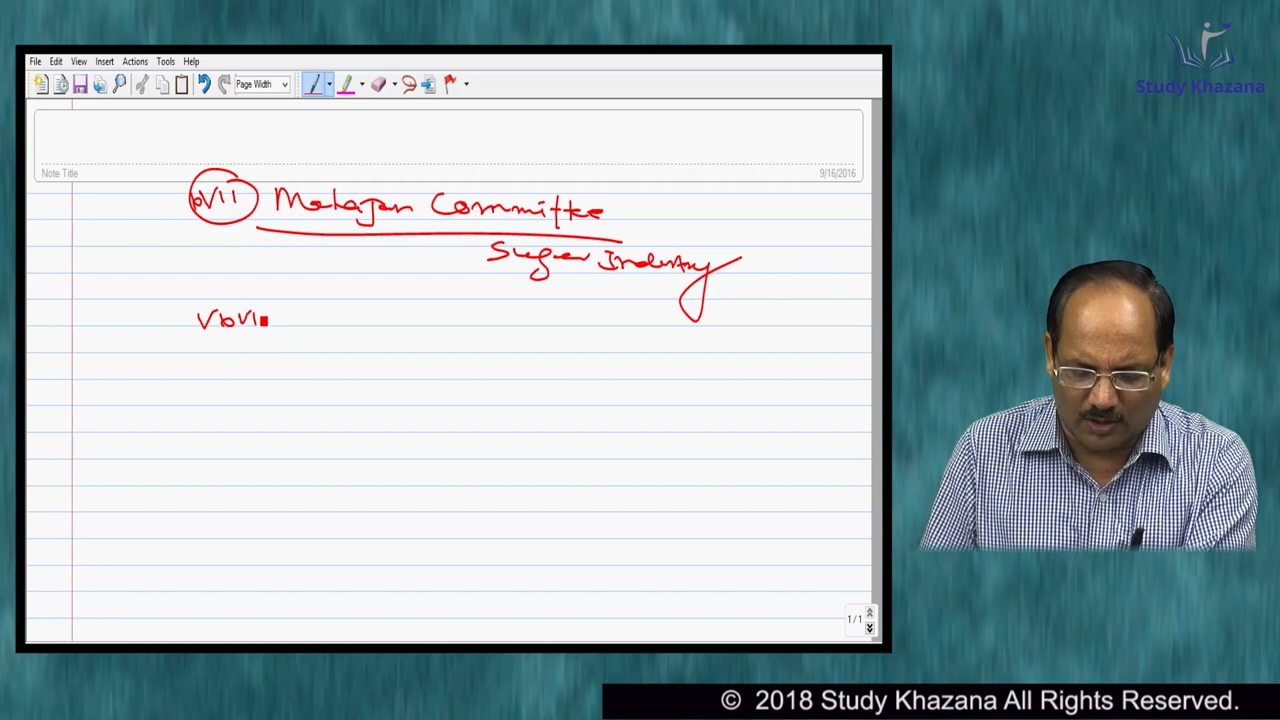 Study Khazana
File Edit View Insert Actions Tools Help
Page Width
Note Title
9/16/2016
VII Mahajan Committee
Sugar Industry
1/1
© 2018 Study Khazana All Rights Reserved.